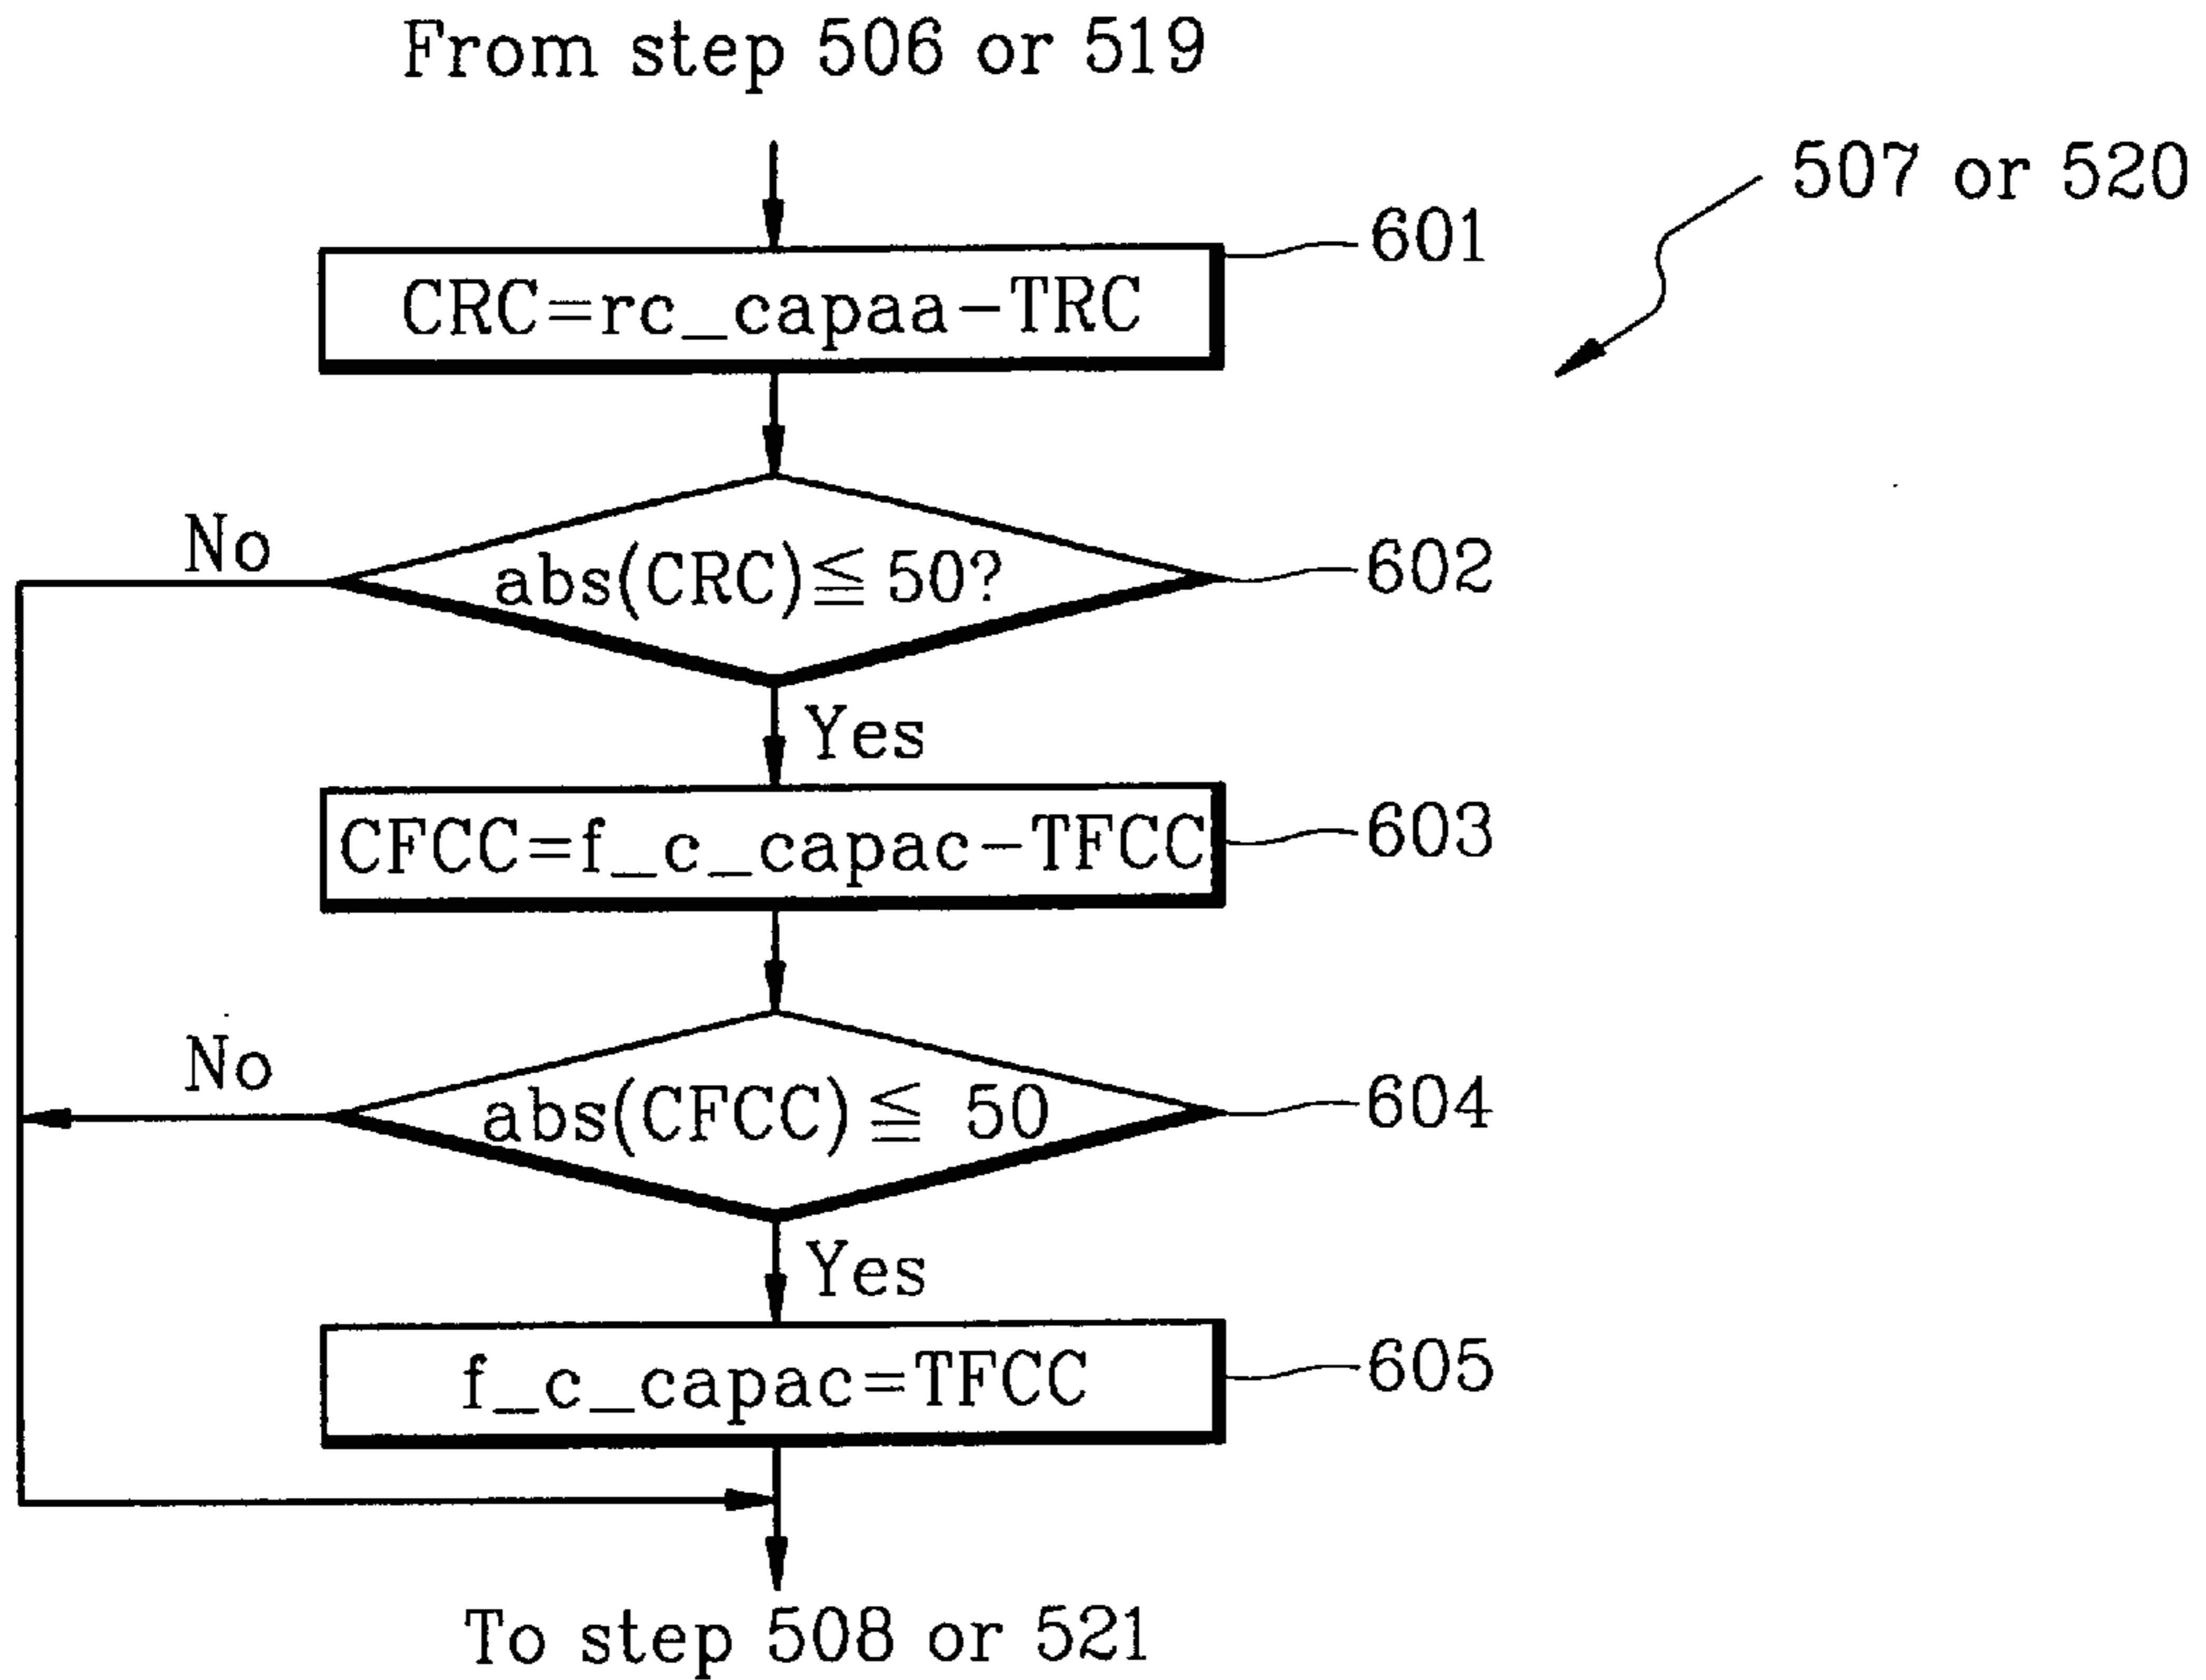 From step 506 or 519
507 or 520
601
CRC=rc_capaa-TRC
No
abs(CRC)≦50?
602
Yes
CFCC=f_c_capac-TFCC
603
No
abs(CFCC)≦ 50
604
Yes
f_c_capac=TFCC
605
To step 508 or 521